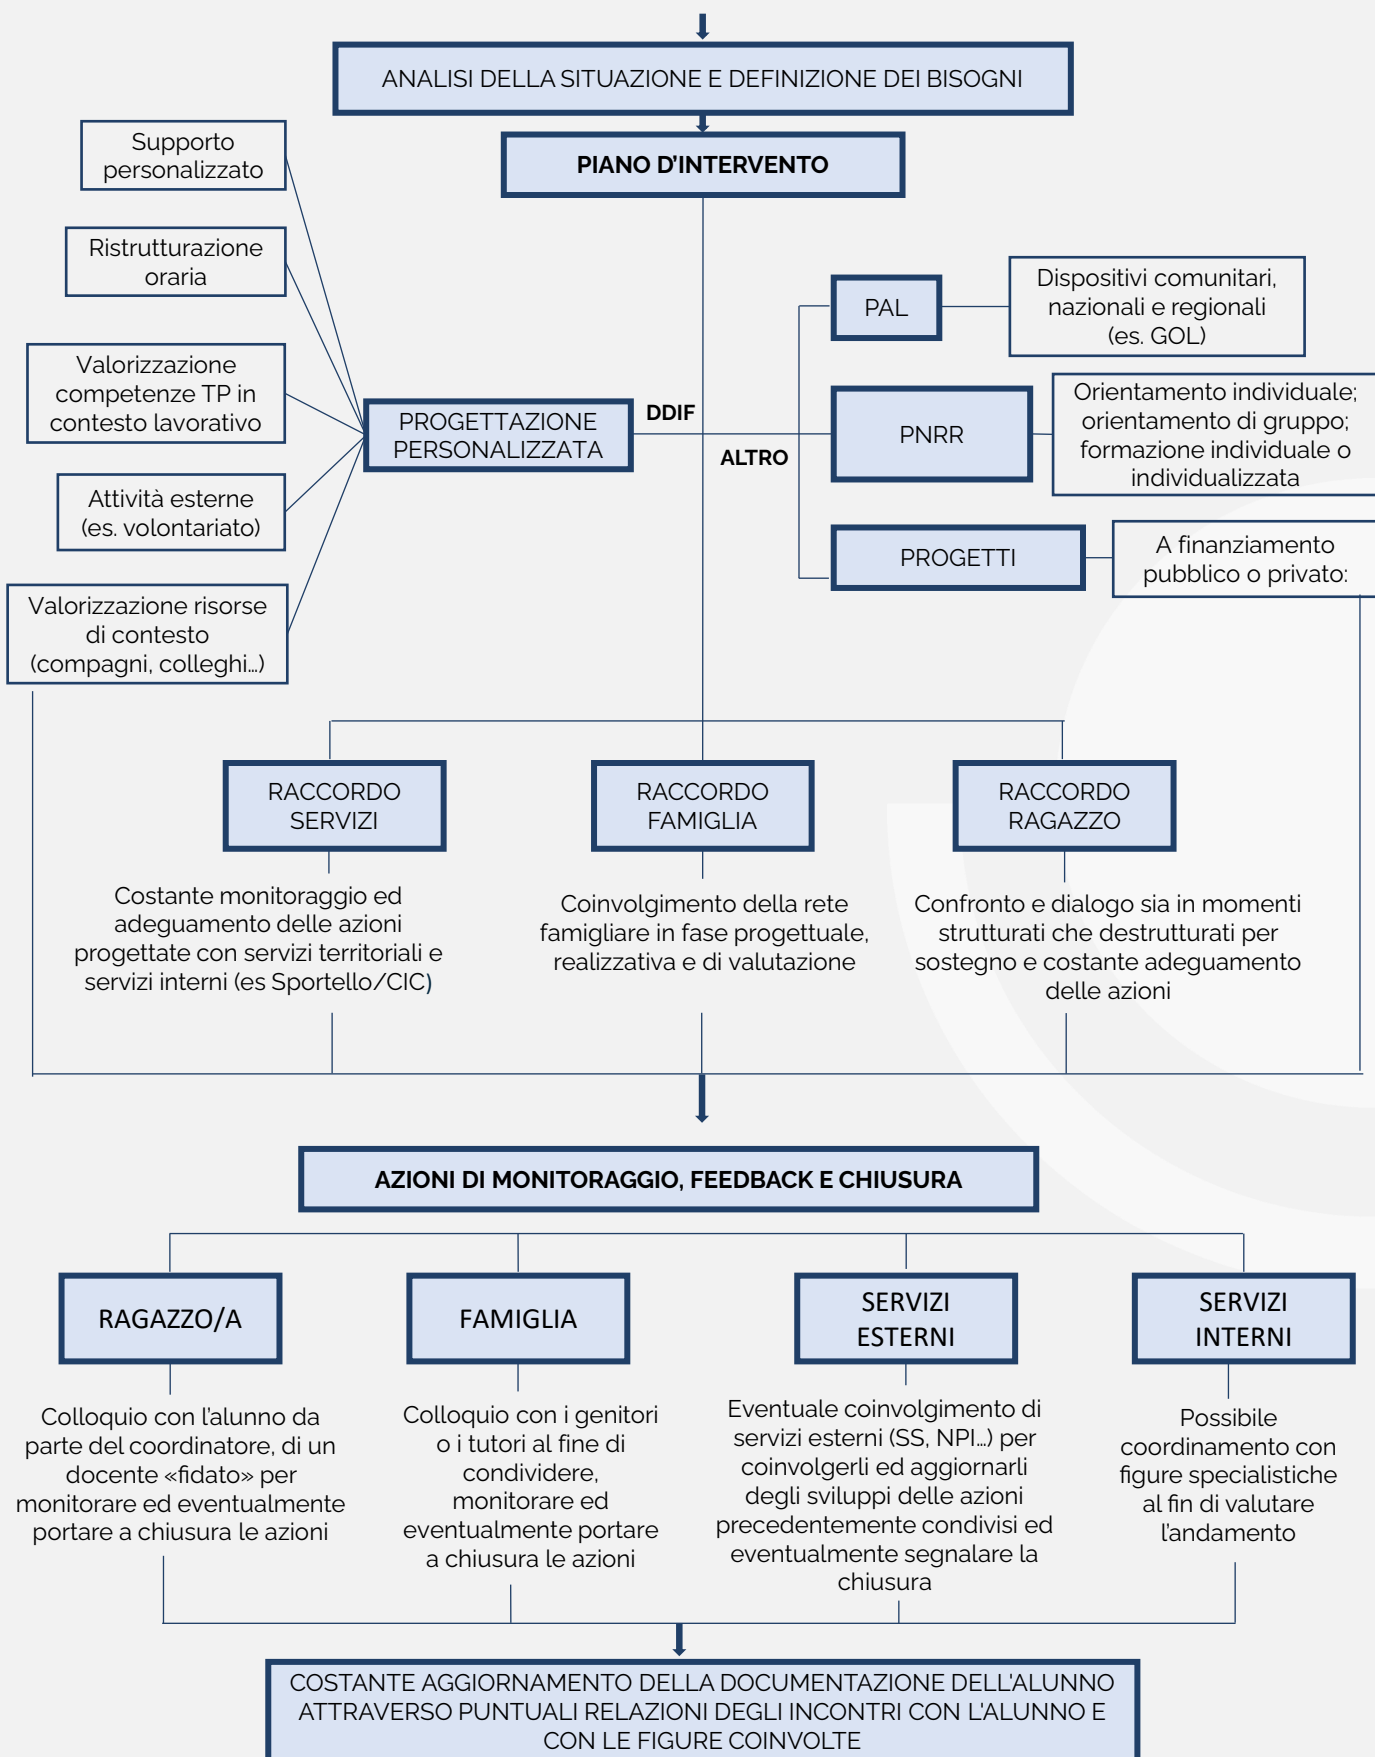 ANALISI DELLA SITUAZIONE E DEFINIZIONE DEI BISOGNI
PIANO D'INTERVENTO
Supporto
personalizzato
Ristrutturazione
oraria
Valorizzazione
competenze TP in
contesto lavorativo
Attività esterne
(es. volontariato)
Valorizzazione risorse
di contesto
(compagni, colleghi…)
PROGETTAZIONE
PERSONALIZZATA
DDIF
ALTRO
PAL
Dispositivi comunitari,
nazionali e regionali
(es. GOL)
PNRR
Orientamento individuale;
orientamento di gruppo;
formazione individuale o
individualizzata
PROGETTI
A finanziamento
pubblico o privato:
RACCORDO
SERVIZI
Costante monitoraggio ed
adeguamento delle azioni
progettate con servizi territoriali e
servizi interni (es Sportello/CIC)
RACCORDO
FAMIGLIA
Coinvolgimento della rete
famigliare in fase progettuale,
realizzativa e di valutazione
RACCORDO
RAGAZZO
Confronto e dialogo sia in momenti
strutturati che destrutturati per
sostegno e costante adeguamento
delle azioni
AZIONI DI MONITORAGGIO, FEEDBACK E CHIUSURA
RAGAZZO/A
Colloquio con l'alunno da
parte del coordinatore, di un
docente «fidato» per
monitorare ed eventualmente
portare a chiusura le azioni
FAMIGLIA
Colloquio con i genitori
o i tutori al fine di
condividere,
monitorare ed
eventualmente portare
a chiusura le azioni
SERVIZI
ESTERNI
Eventuale coinvolgimento di
servizi esterni (SS, NPI…) per
coinvolgerli ed aggiornarli
degli sviluppi delle azioni
precedentemente condivisi ed
eventualmente segnalare la
chiusura
SERVIZI
INTERNI
Possibile
coordinamento con
figure specialistiche
al fin di valutare
l'andamento
COSTANTE AGGIORNAMENTO DELLA DOCUMENTAZIONE DELL'ALUNNO
ATTRAVERSO PUNTUALI RELAZIONI DEGLI INCONTRI CON L'ALUNNO E
CON LE FIGURE COINVOLTE